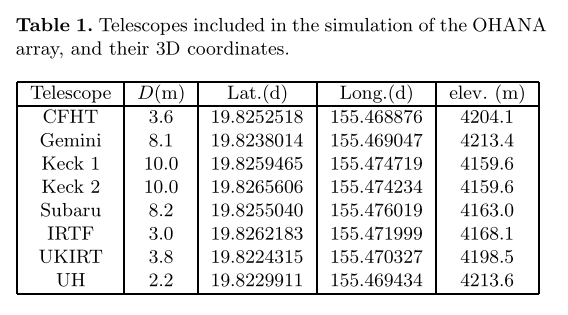 Table 1. Telescopes included in the simulation of the OHANA
array, and their 3D coordinates.
Telescope D(m) Lat.(d) Long.(d) elev. (m)
CFHT 3.6 19.8252518 155.468876 4204.1
Gemini 8.1 19.8238014 155.469047 4213.4
Keck 1 10.0 19.8259465 155.474719 4159.6
Keck 2 10.0 19.8265606 155.474234 4159.6
Subaru 8.2 19.8255040 155.476019 4163.0
IRTF 3.0 19.8262183 155.471999 4168.1
UKIRT 3.8 19.8224315 155.470327 4198.5
UH 2.2 19.8229911 155.469434 4213.6